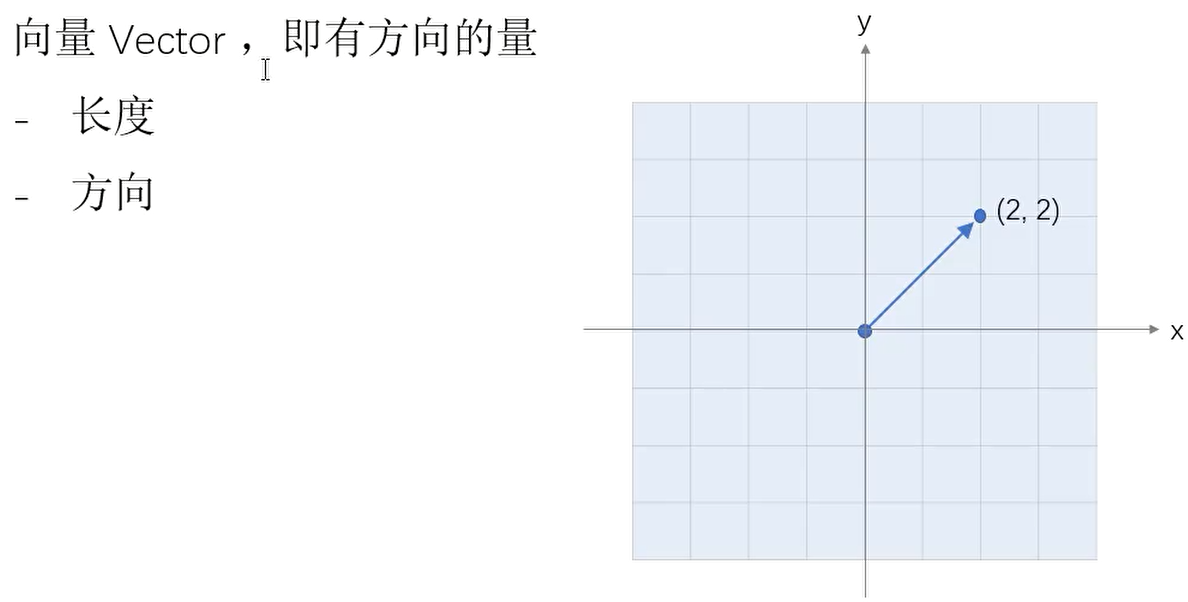 向量 Vector ，即有方向的量
- 长度
- 方向
y
(2, 2)
x